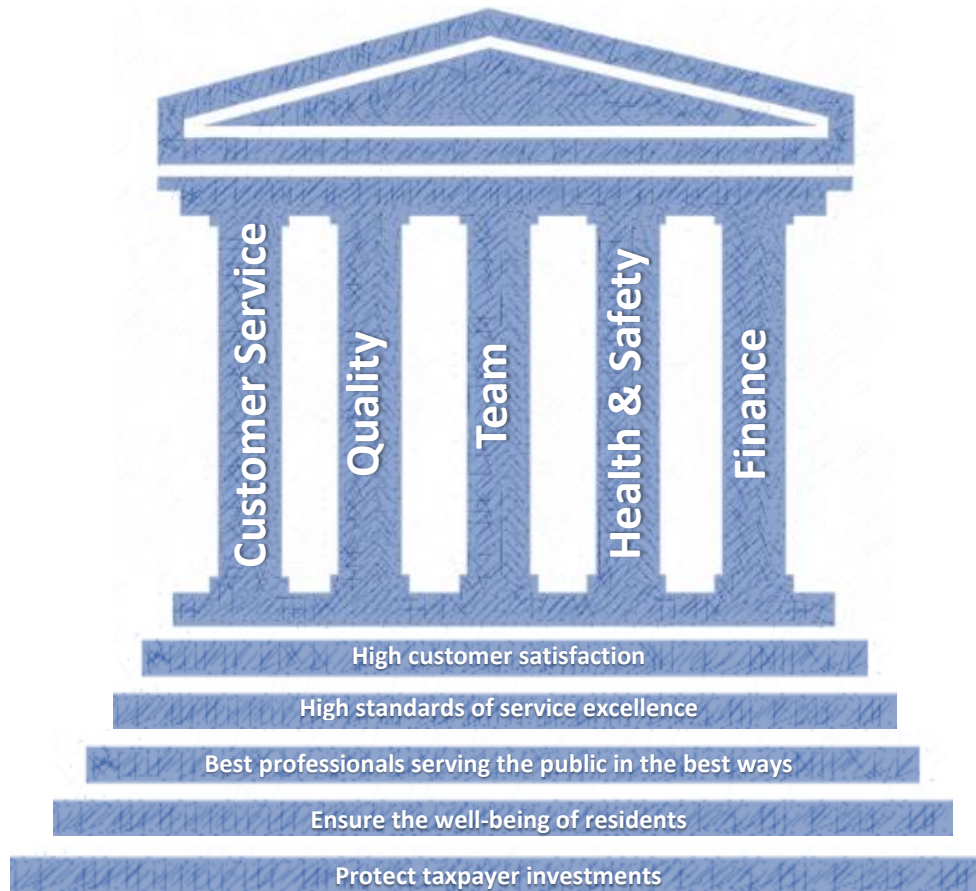 Customer Service
Quality
Team
Health & Safety
Finance
High customer satisfaction
High standards of service excellence
Best professionals serving the public in the best ways
Ensure the well-being of residents
Protect taxpayer investments